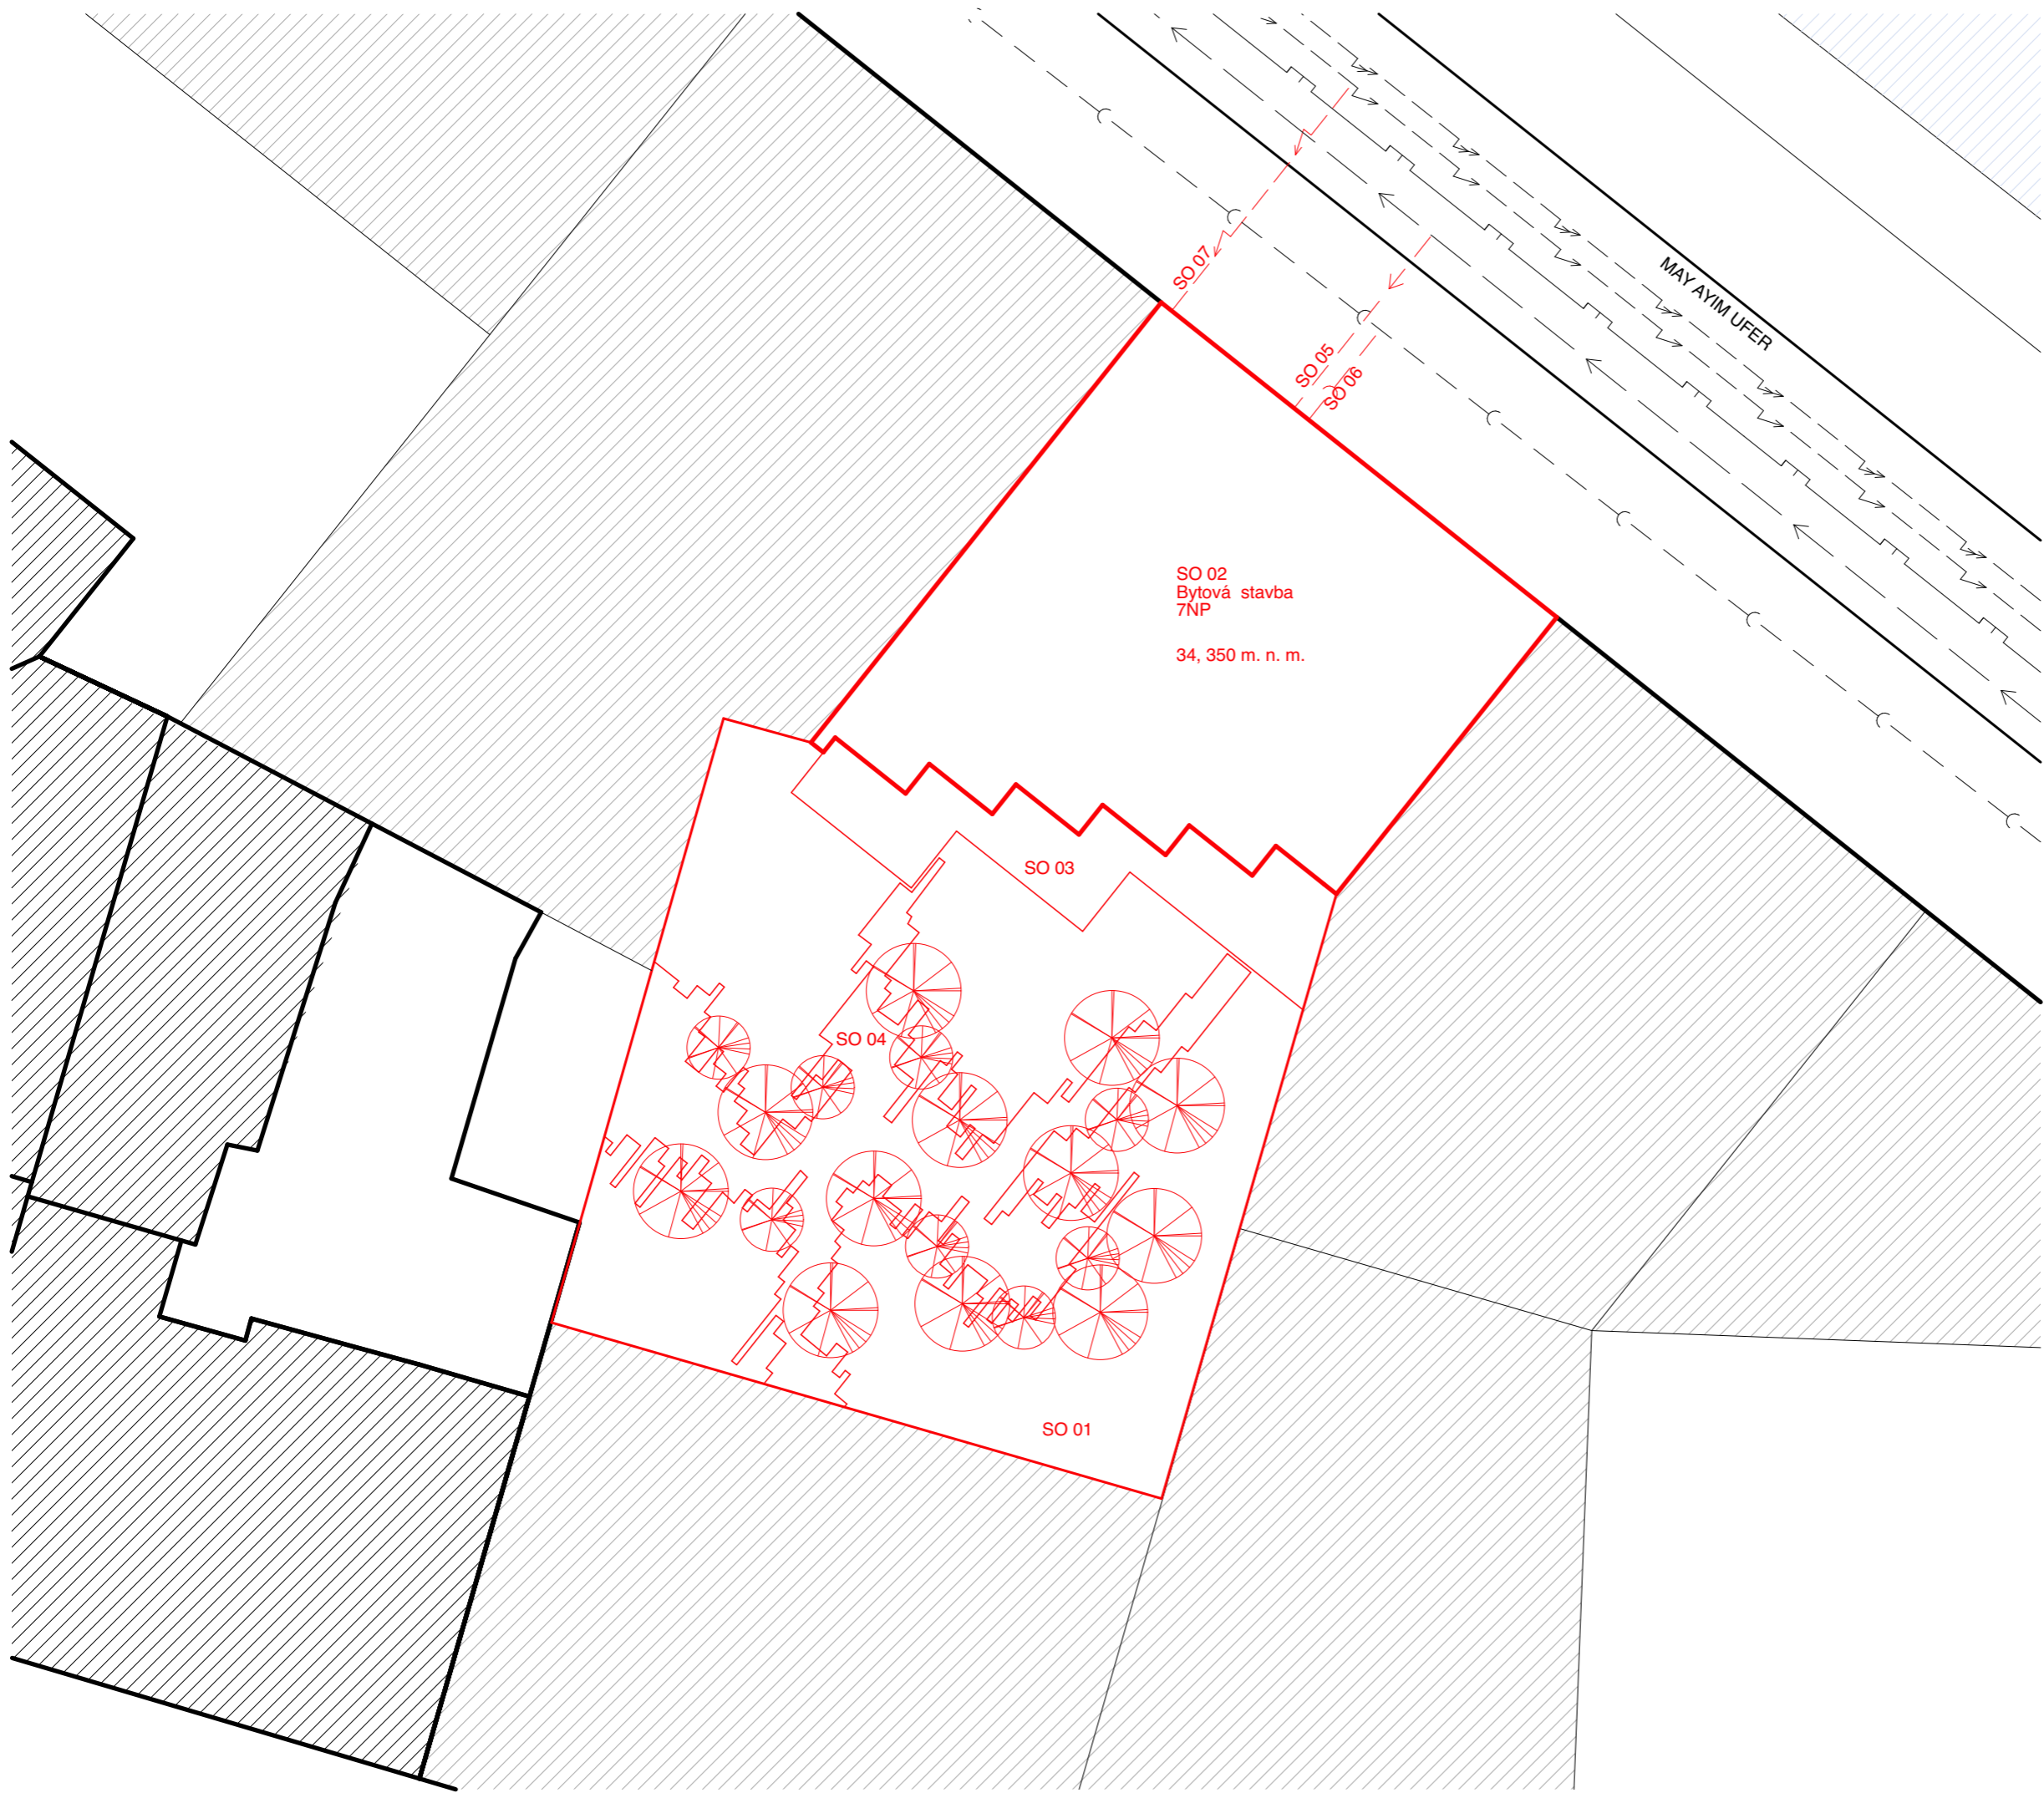 SO 07
MAY AYIM UFER
SO 05
SO 06
SO 02
Bytová stavba
7NP
34, 350 m. n. m.
SO 03
SO 04
SO 01